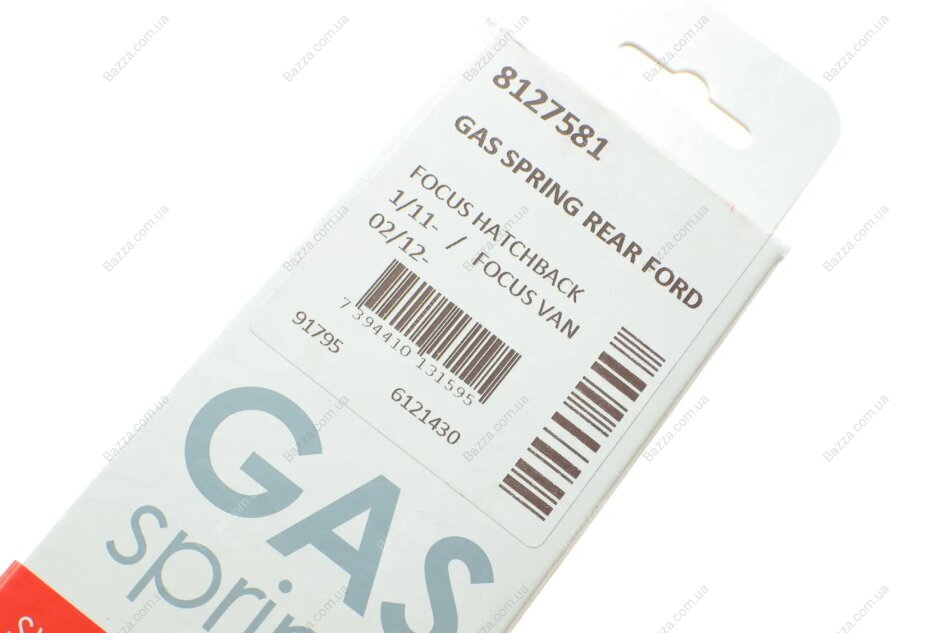 8127581
GAS SPRING REAR FORD
FOCUS HATCHBACK
1/11- / FOCUS VAN
02/12-
7 394410 131595
91795
6121430
GAS
Bazza.com.ua